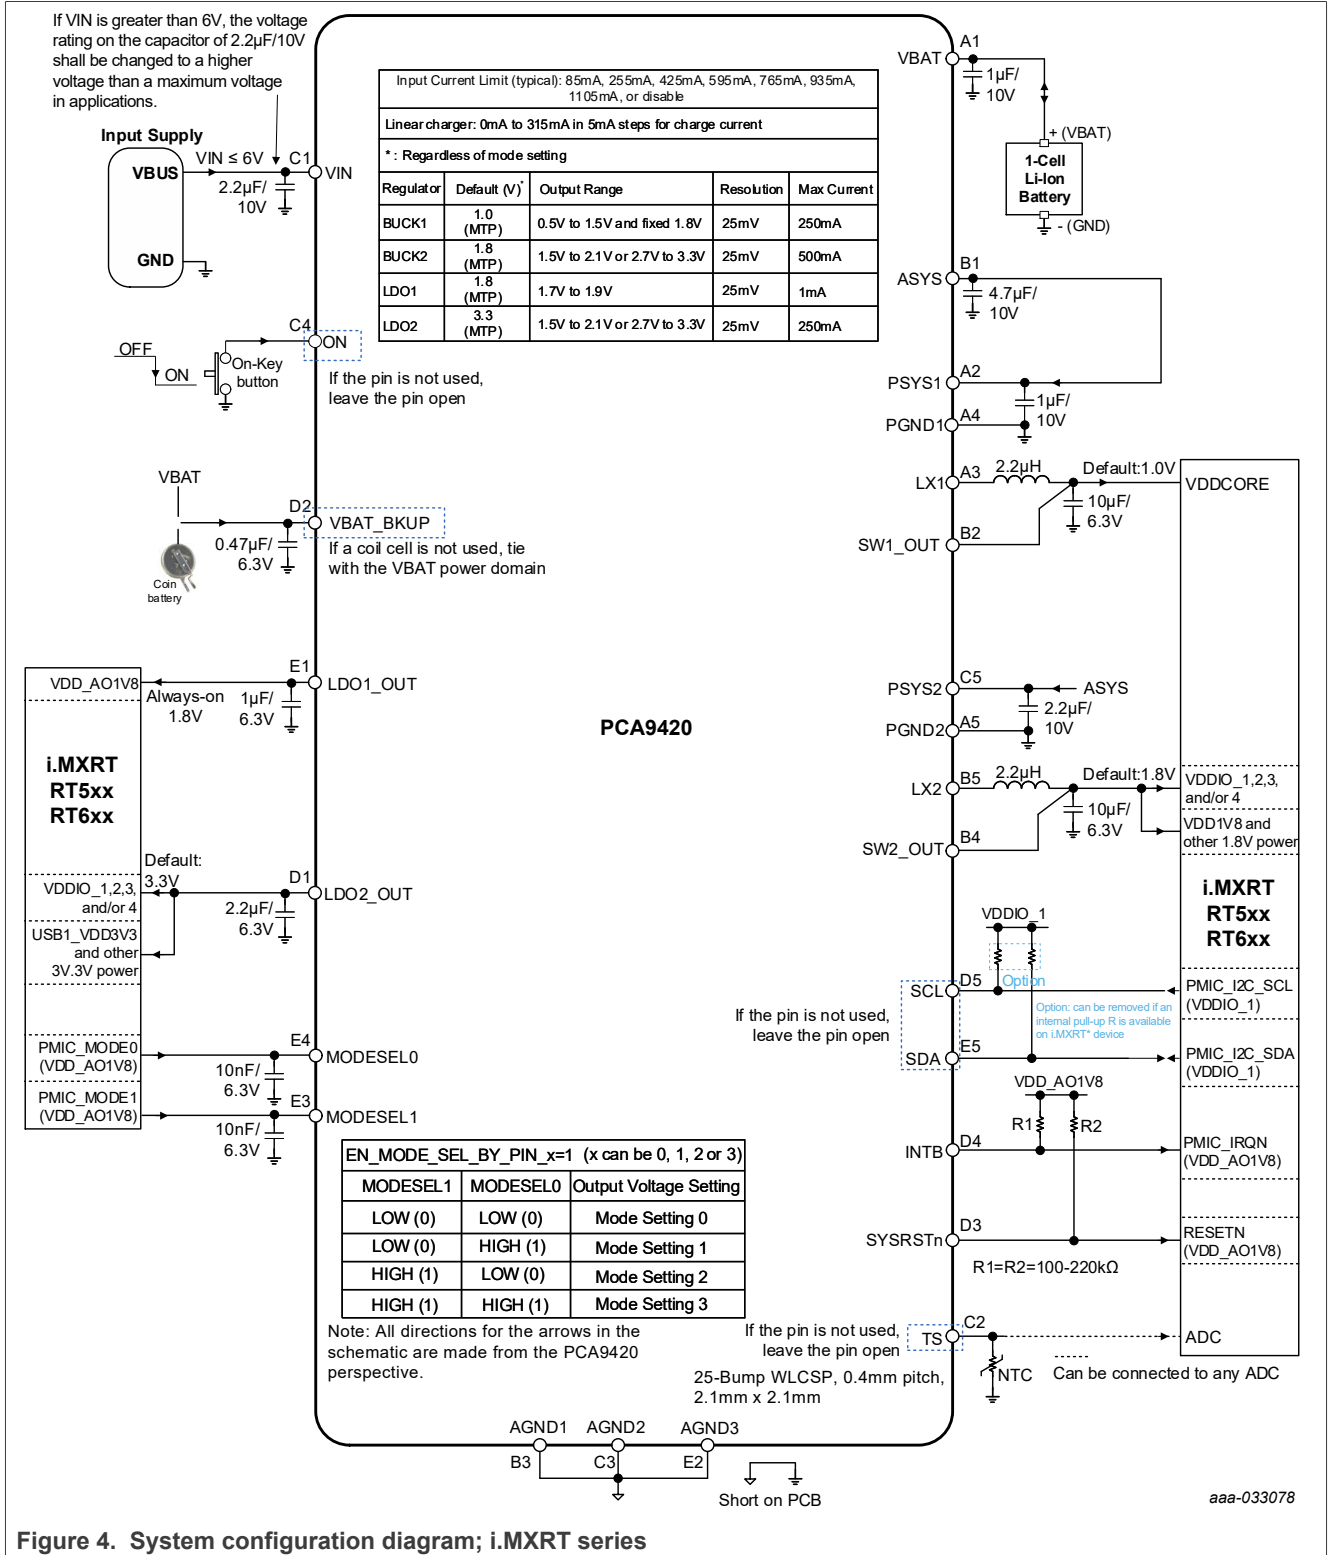 If VIN is greater than 6V, the voltage
rating on the capacitor of 2.2µF/10V
shall be changed to a higher
voltage than a maximum voltage
in applications.
Input Supply
VBUS
VIN ≤ 6V
C1
VIN
2.2µF/
10V
GND
Input Current Limit (typical): 85mA, 255mA, 425mA, 595mA, 765mA, 935mA,
1105mA, or disable
Linear charger: 0mA to 315mA in 5mA steps for charge current
* : Regardless of mode setting
Regulator Default (V)* Output Range Resolution Max Current
BUCK1 1.0 (MTP) 0.5V to 1.5V and fixed 1.8V 25mV 250mA
BUCK2 1.8 (MTP) 1.5V to 2.1V or 2.7V to 3.3V 25mV 500mA
LDO1 1.8 (MTP) 1.7V to 1.9V 25mV 1mA
LDO2 3.3 (MTP) 1.5V to 2.1V or 2.7V to 3.3V 25mV 250mA
VBAT
A1
1µF/
10V
+ (VBAT)
1-Cell
Li-Ion
Battery
- (GND)
ASYS
B1
4.7µF/
10V
C4
ON
OFF
ON
On-Key
button
If the pin is not used,
leave the pin open
PSYS1
A2
1µF/
10V
PGND1
A4
LX1
A3
2.2µH
Default:1.0V
VDDCORE
10µF/
6.3V
SW1_OUT
B2
VBAT
D2
VBAT_BKUP
0.47µF/
6.3V
Coin
battery
If a coil cell is not used, tie
with the VBAT power domain
VDD_AO1V8
Always-on
1.8V
E1
LDO1_OUT
1µF/
6.3V
i.MXRT
RT5xx
RT6xx
PCA9420
PSYS2
C5
ASYS
2.2µF/
10V
PGND2
A5
LX2
B5
2.2µH
Default:1.8V
VDDIO_1,2,3,
and/or 4
10µF/
6.3V
VDD1V8 and
other 1.8V power
SW2_OUT
B4
Default:
3.3V
D1
LDO2_OUT
VDDIO_1,2,3,
and/or 4
2.2µF/
6.3V
USB1_VDD3V3
and other
3V.3V power
i.MXRT
RT5xx
RT6xx
VDDIO_1
Option
SCL
D5
PMIC_I2C_SCL
(VDDIO_1)
If the pin is not used,
leave the pin open
Option: can be removed if an
internal pull-up R is available
on i.MXRT* device
SDA
E5
PMIC_I2C_SDA
(VDDIO_1)
PMIC_MODE0
(VDD_AO1V8)
E4
MODESEL0
10nF/
6.3V
PMIC_MODE1
(VDD_AO1V8)
E3
MODESEL1
10nF/
6.3V
VDD_AO1V8
R1
R2
INTB
D4
PMIC_IRQN
(VDD_AO1V8)
EN_MODE_SEL_BY_PIN_x=1 (x can be 0, 1, 2 or 3)
MODESEL1 MODESEL0 Output Voltage Setting
LOW (0) LOW (0) Mode Setting 0
LOW (0) HIGH (1) Mode Setting 1
HIGH (1) LOW (0) Mode Setting 2
HIGH (1) HIGH (1) Mode Setting 3
SYSRSTn
D3
RESETN
(VDD_AO1V8)
R1=R2=100-220kΩ
Note: All directions for the arrows in the
schematic are made from the PCA9420
perspective.
If the pin is not used,
leave the pin open
TS
C2
ADC
NTC
Can be connected to any ADC
25-Bump WLCSP, 0.4mm pitch,
2.1mm x 2.1mm
AGND1 AGND2 AGND3
B3 C3 E2
Short on PCB
aaa-033078
Figure 4. System configuration diagram; i.MXRT series